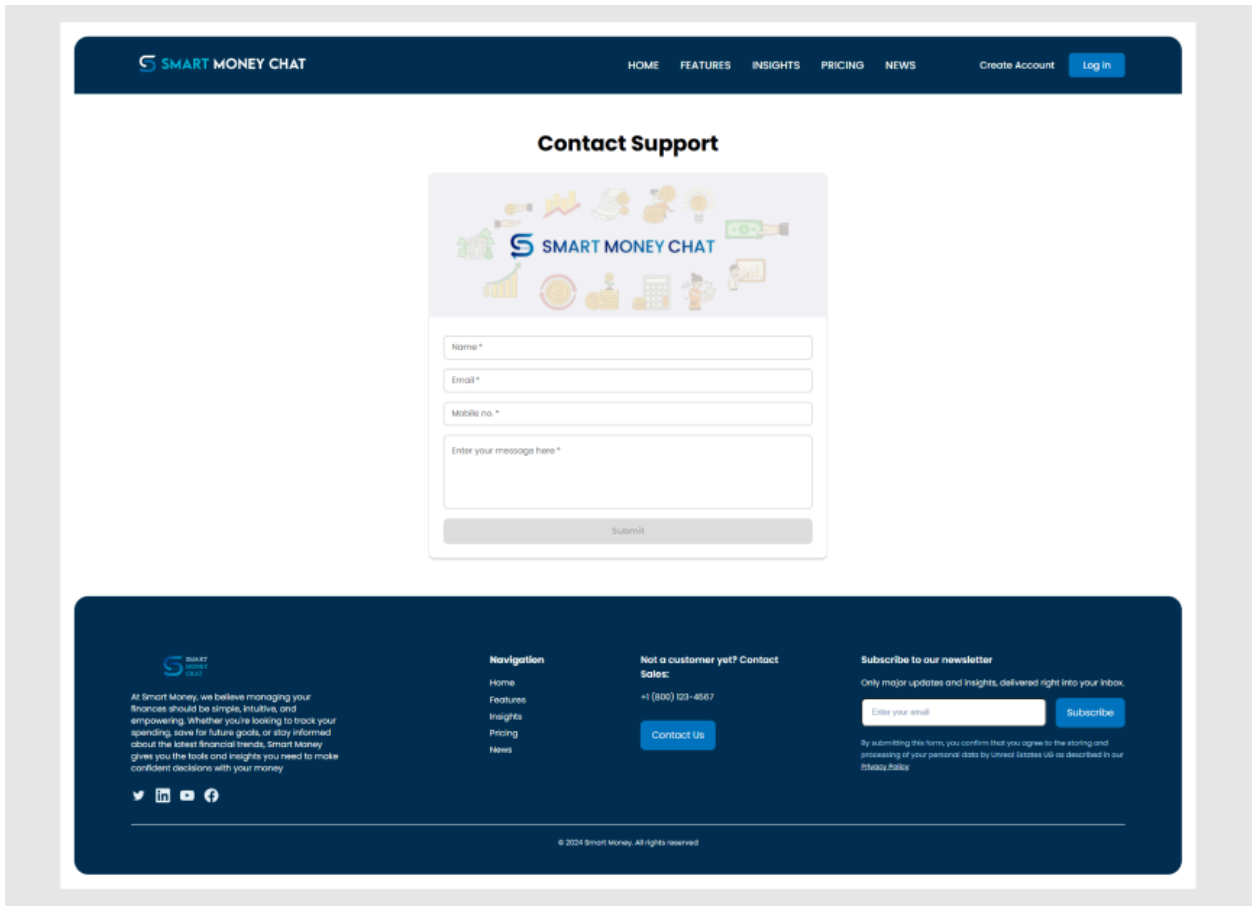 SMART MONEY CHAT
HOME FEATURES INSIGHTS PRICING NEWS Create Account Log in
Contact Support
SMART MONEY CHAT
Name *
Email *
Mobile no. *
Enter your message here *
Submit
SMART
MONEY
CHAT
At Smart Money, we believe managing your
finances should be simple, intuitive, and
empowering. Whether you're looking to track your
spending, save for future goals, or stay informed
about the latest financial trends, Smart Money
gives you the tools and insights you need to make
confident decisions with your money
Navigation
Home
Features
Insights
Pricing
News
Not a customer yet? Contact
Sales:
+1 (800) 123-4567
Contact Us
Subscribe to our newsletter
Only major updates and insights, delivered right into your inbox.
Enter your email
Subscribe
By submitting this form, you confirm that you agree to the storing and
processing of your personal data by Unreal Estates UG as described in our
Privacy Policy
© 2024 Smart Money. All rights reserved